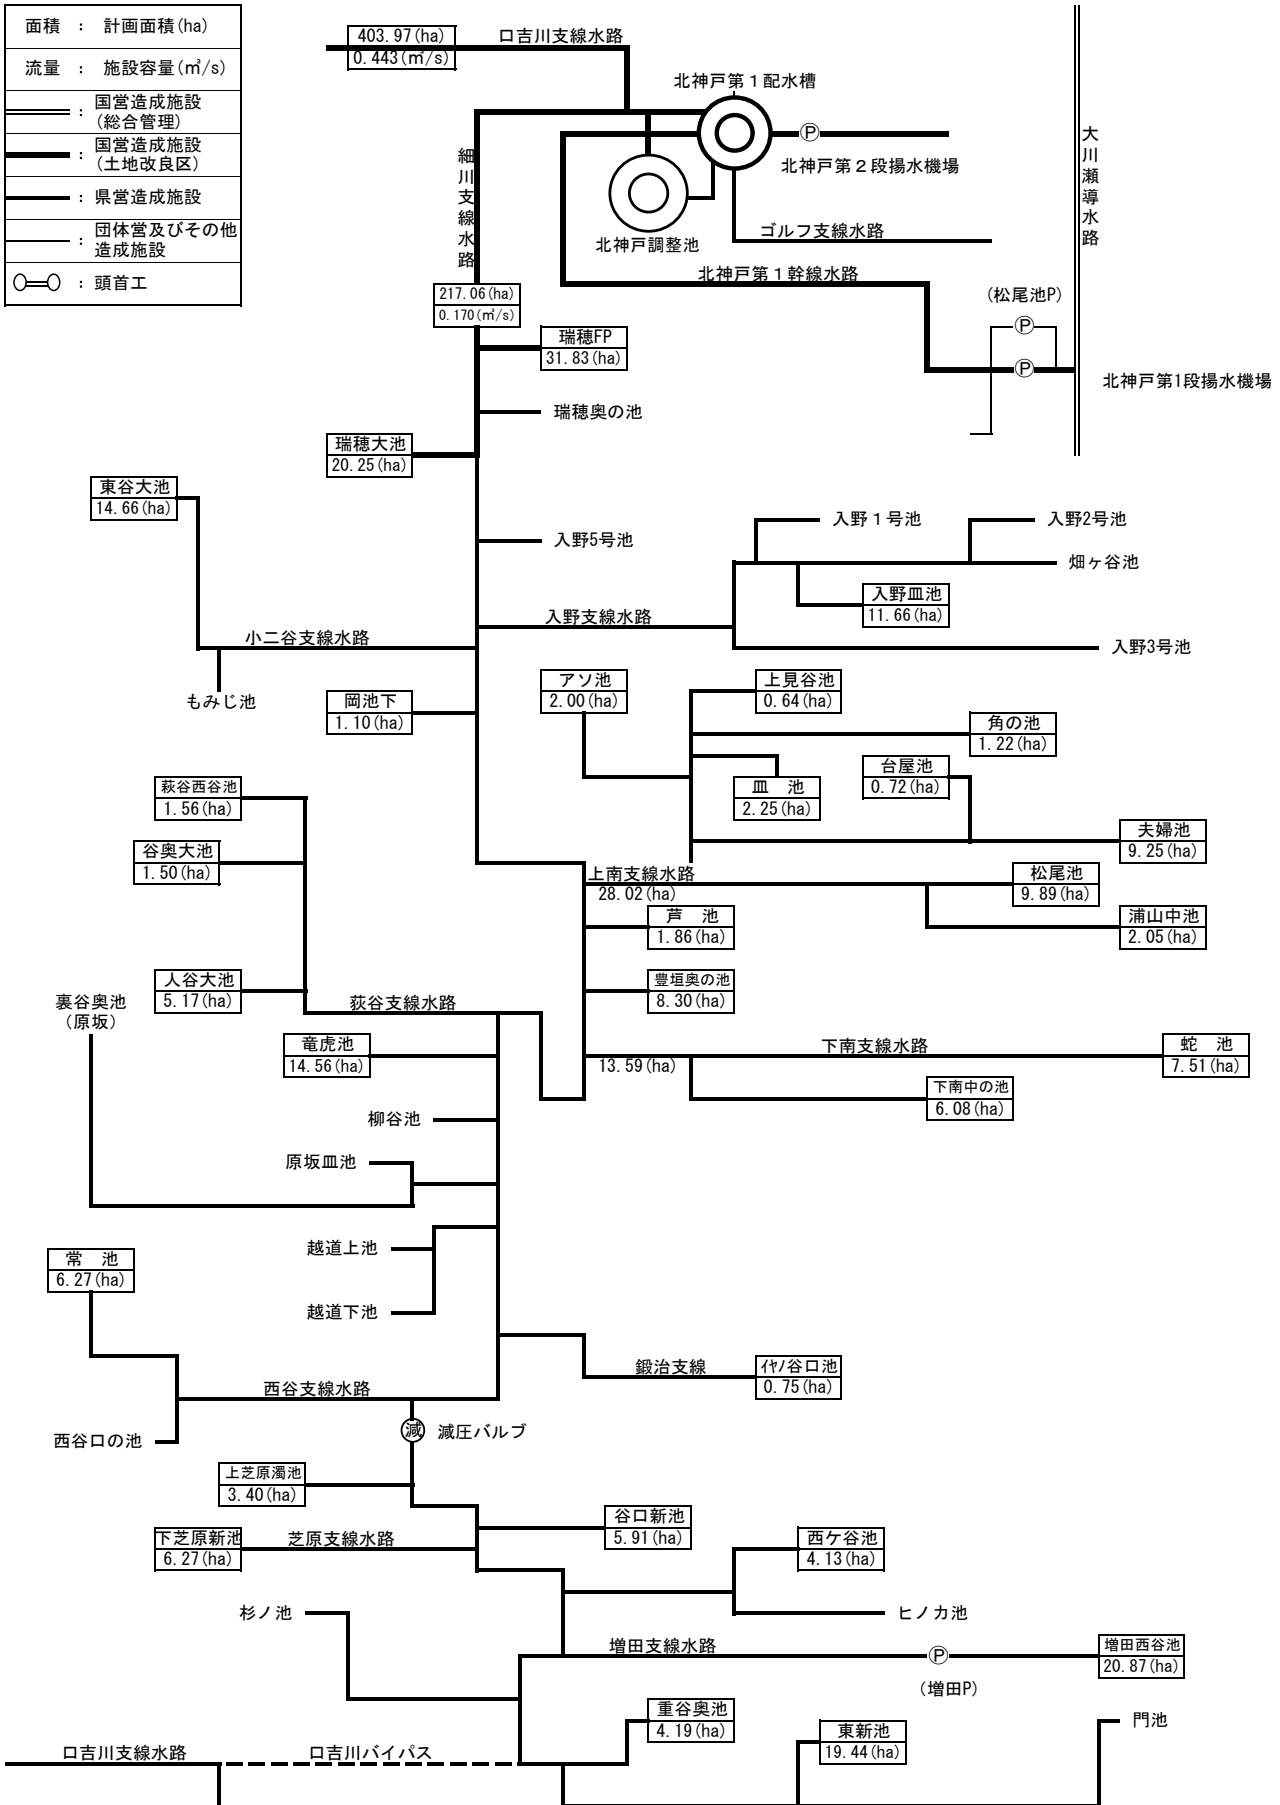 面積 : 計画面積(ha)
流量 : 施設容量(㎥/s)
: 国営造成施設
(総合管理)
: 国営造成施設
(土地改良区)
: 県営造成施設
: 団体営及びその他
造成施設
: 頭首工
403.97(ha)
0.443(㎥/s)
口吉川支線水路
北神戸第1配水槽
P
北神戸第2段揚水機場
大川瀬導水路
細川支線水路
北神戸調整池
ゴルフ支線水路
北神戸第1幹線水路
(松尾池P)
P
P
北神戸第1段揚水機場
217.06(ha)
0.170(㎥/s)
瑞穂FP
31.83(ha)
瑞穂奥の池
瑞穂大池
20.25(ha)
東谷大池
14.66(ha)
入野5号池
入野1号池
入野2号池
畑ヶ谷池
入野皿池
11.66(ha)
入野支線水路
入野3号池
小二谷支線水路
もみじ池
岡池下
1.10(ha)
アソ池
2.00(ha)
上見谷池
0.64(ha)
角の池
1.22(ha)
台屋池
0.72(ha)
皿 池
2.25(ha)
夫婦池
9.25(ha)
萩谷西谷池
1.56(ha)
谷奥大池
1.50(ha)
上南支線水路
28.02(ha)
松尾池
9.89(ha)
芦 池
1.86(ha)
浦山中池
2.05(ha)
人谷大池
5.17(ha)
豊垣奥の池
8.30(ha)
裏谷奥池
(原坂)
荻谷支線水路
竜虎池
14.56(ha)
13.59(ha)
下南支線水路
蛇 池
7.51(ha)
下南中の池
6.08(ha)
柳谷池
原坂皿池
越道上池
常 池
6.27(ha)
越道下池
鍛治支線
イヤノ谷口池
0.75(ha)
西谷支線水路
西谷口の池
減
減圧バルブ
上芝原濁池
3.40(ha)
谷口新池
5.91(ha)
下芝原新池
6.27(ha)
芝原支線水路
西ケ谷池
4.13(ha)
杉ノ池
ヒノカ池
増田支線水路
P
(増田P)
増田西谷池
20.87(ha)
重谷奥池
4.19(ha)
東新池
19.44(ha)
門池
口吉川支線水路
口吉川バイパス